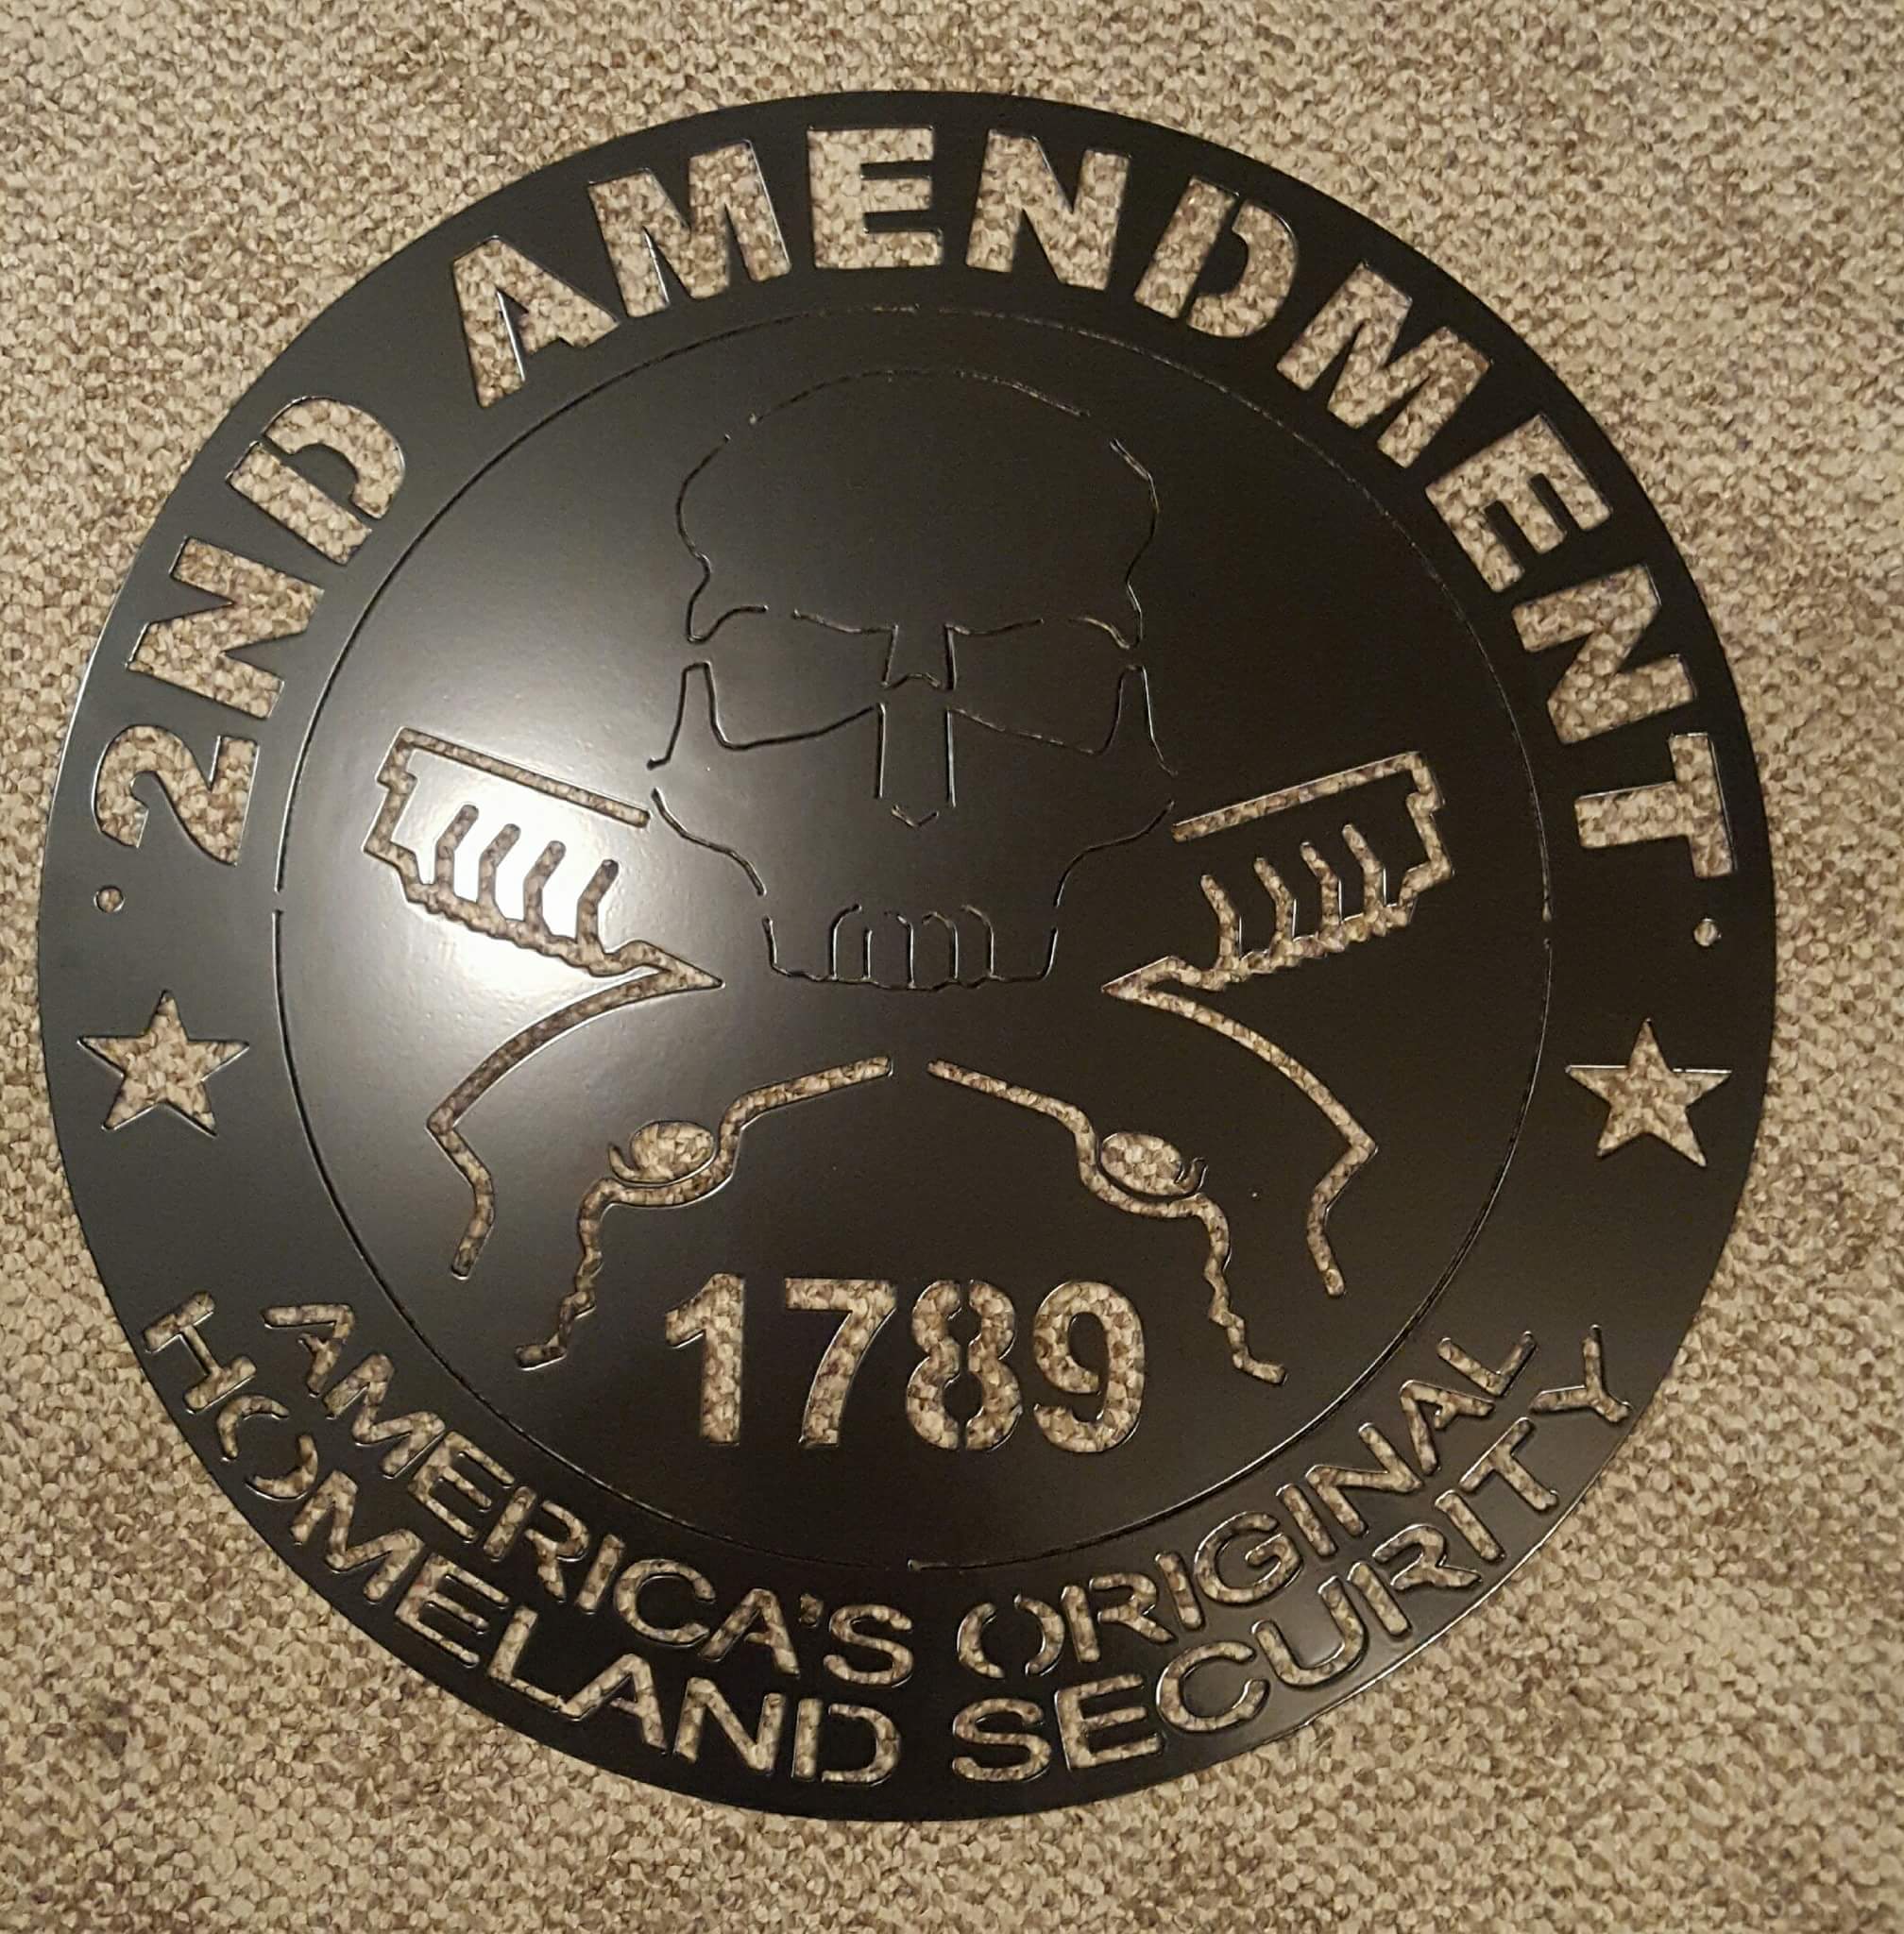 2ND AMENDMENT
1789
AMERICA'S ORIGINAL
HOMELAND SECURITY